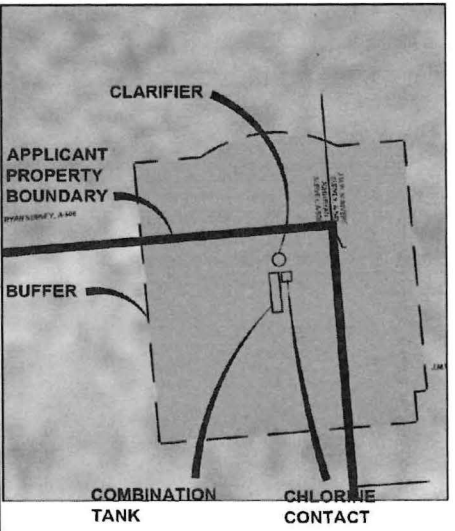 CLARIFIER
APPLICANT
PROPERTY
BOUNDARY
BUFFER
COMBINATION
TANK
CHLORINE
CONTACT